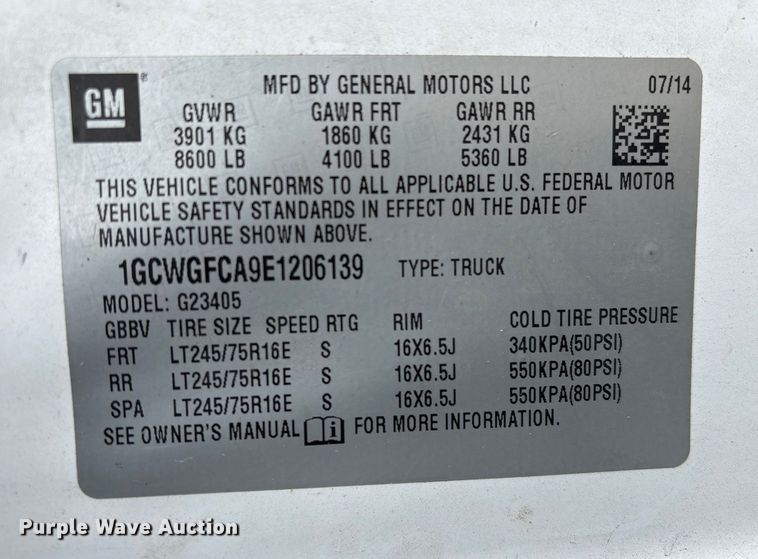 GM ® MFD BY GENERAL MOTORS LLC 07/14
GVWR GAWR FRT GAWR RR
3901 KG 1860 KG 2431 KG
8600 LB 4100 LB 5360 LB
THIS VEHICLE CONFORMS TO ALL APPLICABLE U.S. FEDERAL MOTOR
VEHICLE SAFETY STANDARDS IN EFFECT ON THE DATE OF
MANUFACTURE SHOWN ABOVE.
1GCWGFCA9E1206139 TYPE: TRUCK
MODEL: G23405
GBBV TIRE SIZE SPEED RTG RIM COLD TIRE PRESSURE
FRT LT245/75R16E S 16X6.5J 340KPA(50PSI)
RR LT245/75R16E S 16X6.5J 550KPA(80PSI)
SPA LT245/75R16E S 16X6.5J 550KPA(80PSI)
SEE OWNER'S MANUAL FOR MORE INFORMATION.
Purple Wave Auction